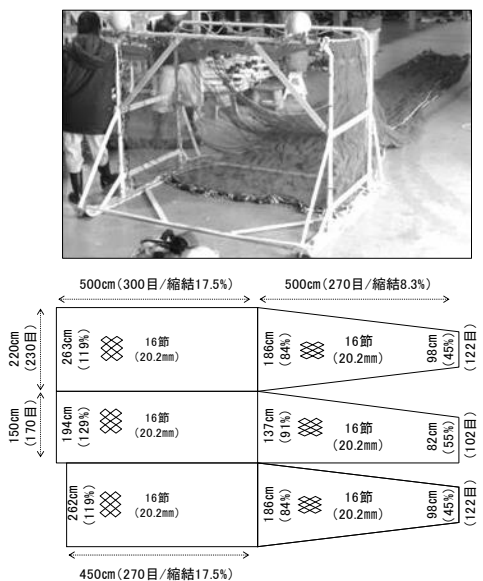 500cm(300目/縮結17.5%)
500cm(270目/縮結8.3%)
220cm
(230目)
263cm
(119%)
16節
(20.2mm)
186cm
(84%)
16節
(20.2mm)
98cm
(45%)
(122目)
150cm
(170目)
194cm
(129%)
16節
(20.2mm)
137cm
(91%)
16節
(20.2mm)
82cm
(55%)
(102目)
262cm
(119%)
16節
(20.2mm)
186cm
(84%)
16節
(20.2mm)
98cm
(45%)
(122目)
450cm(270目/縮結17.5%)